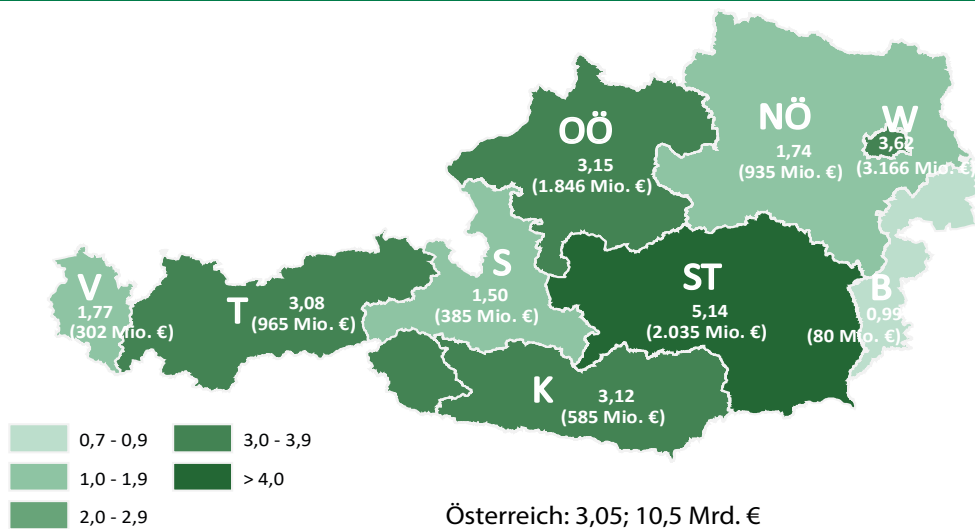 OÖ
3,15
(1.846 Mio. €)
NÖ
1,74
(935 Mio. €)
W
3,62
(3.166 Mio. €)
V
1,77
(302 Mio. €)
T
3,08
(965 Mio. €)
S
1,50
(385 Mio. €)
ST
5,14
(2.035 Mio. €)
B
0,99
(80 Mio. €)
K
3,12
(585 Mio. €)
0,7 - 0,9
1,0 - 1,9
2,0 - 2,9
3,0 - 3,9
> 4,0
Österreich: 3,05; 10,5 Mrd. €